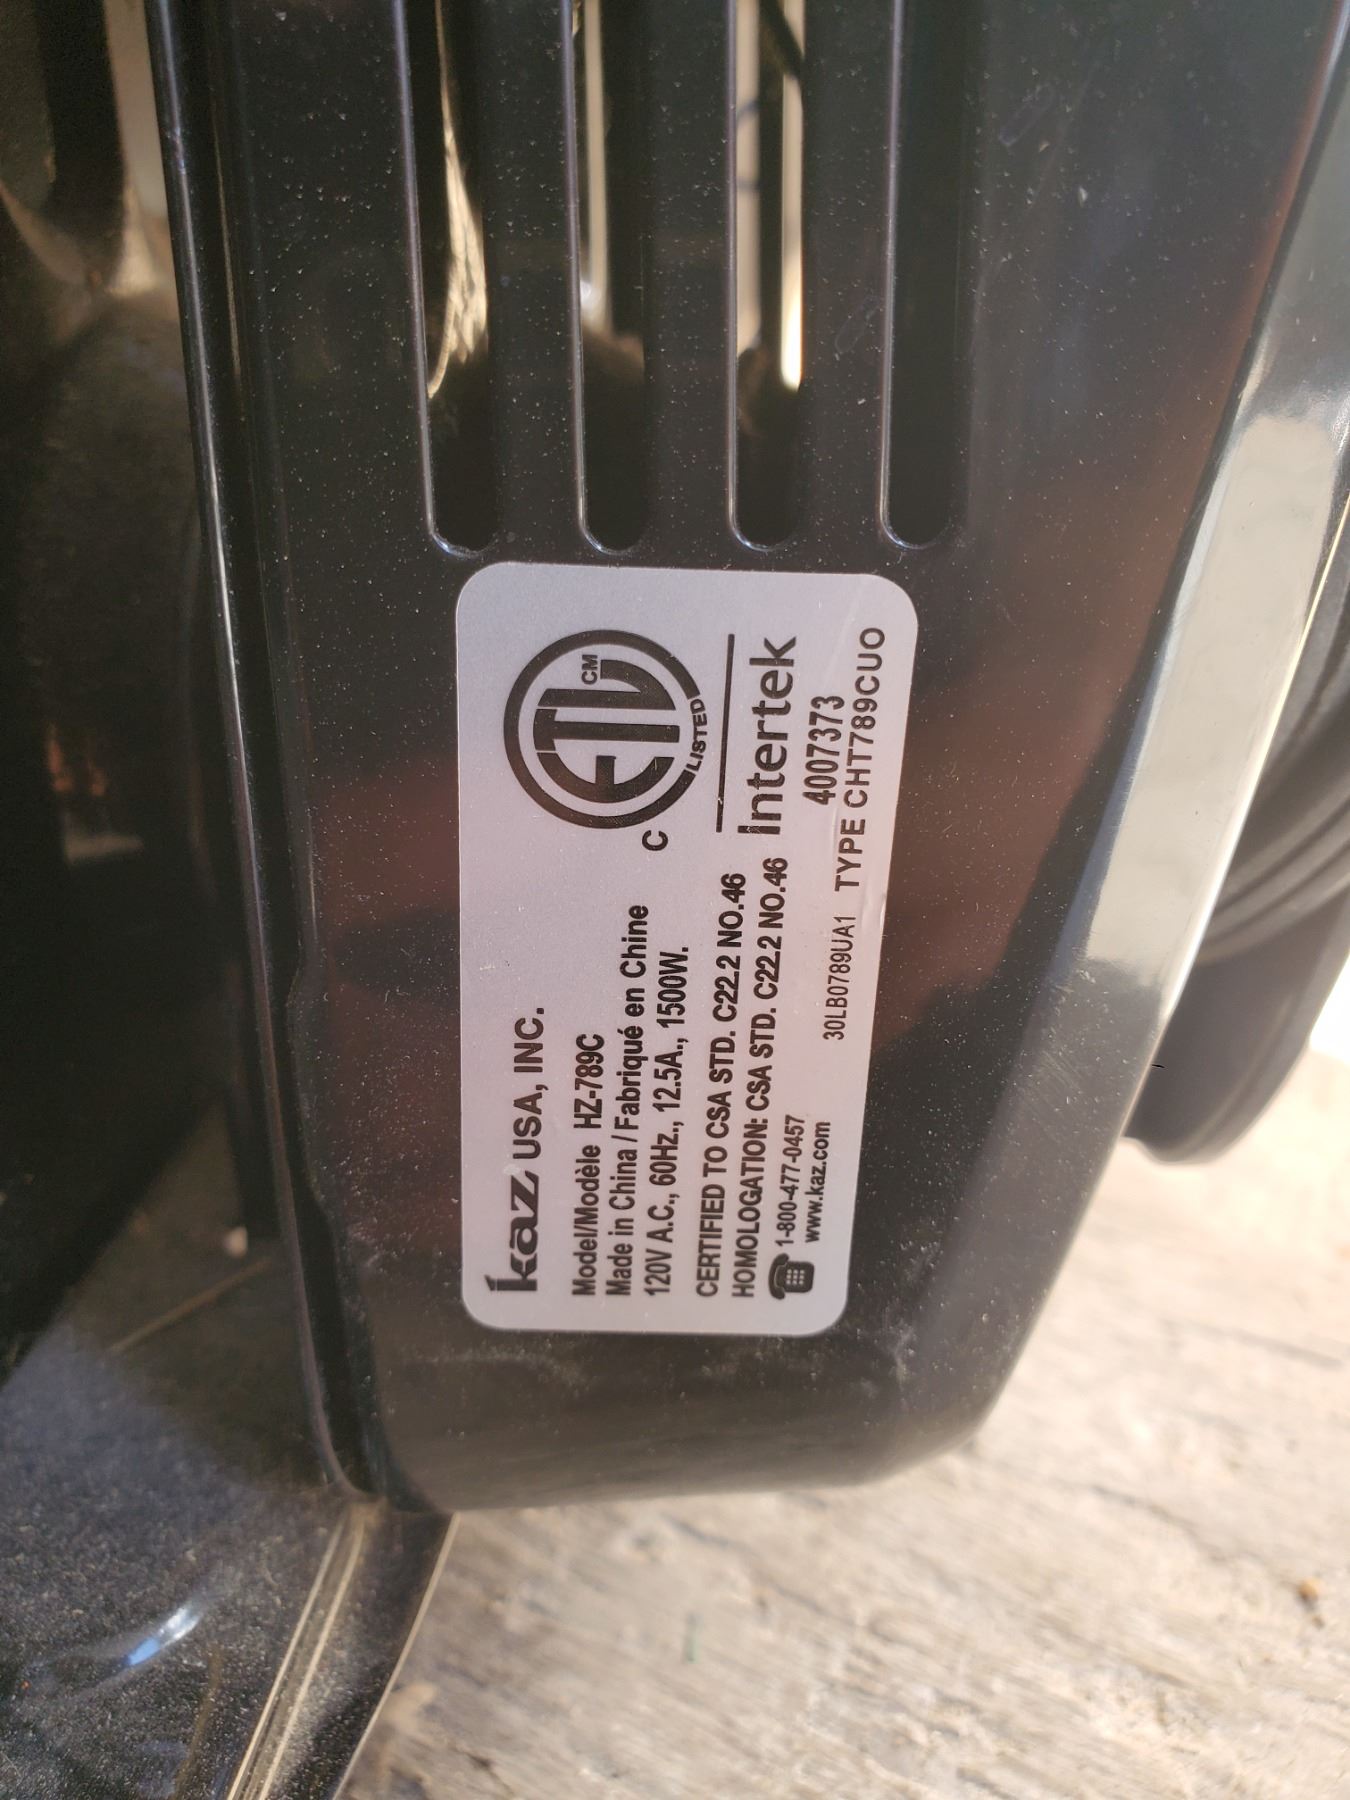 Kaz USA, INC.
Model/Modèle HZ-789C
Made in China / Fabriqué en Chine
120V A.C., 60Hz., 12.5A., 1500W.
CERTIFIED TO CSA STD. C22.2 NO.46
HOMOLOGATION: CSA STD. C22.2 NO.46
1-800-477-0457
www.kaz.com
30LB0789UA1 TYPE CHT789CUO
C ETL CM
LISTED
Intertek
4007373